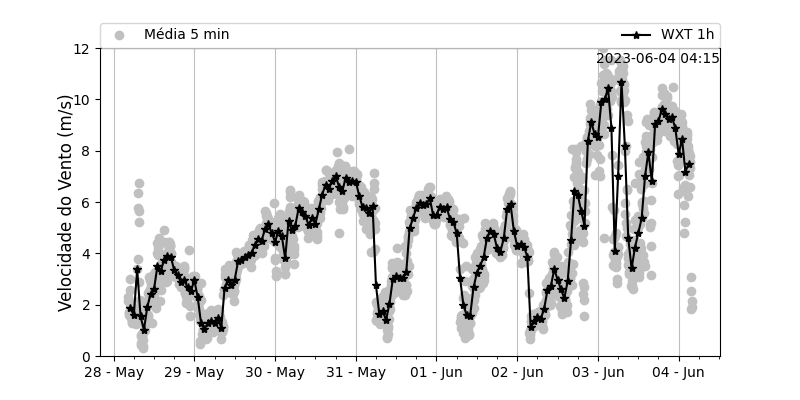 Média 5 min
WXT 1h
2023-06-04 04:15
Velocidade do Vento (m/s)
12
10
8
6
4
2
0
28 - May 29 - May 30 - May 31 - May 01 - Jun 02 - Jun 03 - Jun 04 - Jun